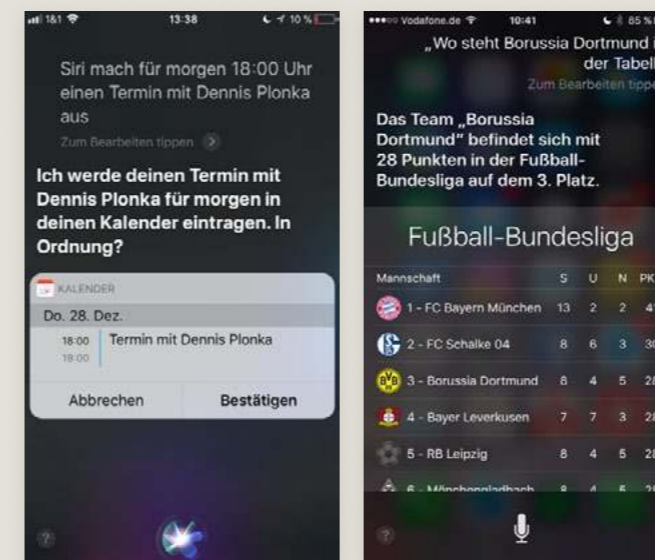 1&1
13:38
10 %
Siri mach für morgen 18:00 Uhr
einen Termin mit Dennis Plonka
aus
Zum Bearbeiten tippen
Ich werde deinen Termin mit
Dennis Plonka für morgen in
deinen Kalender eintragen. In
Ordnung?
KALENDER
Do. 28. Dez.
18:00 Termin mit Dennis Plonka
19:00
Abbrechen Bestätigen
?
Vodafone.de
10:41
85 %
„Wo steht Borussia Dortmund
der
Zum Bearbeiten
Das Team „Borussia
Dortmund" befindet sich mit
28 Punkten in der Fußball-
Bundesliga auf dem 3. Platz.
Fußball-Bundesliga
Mannschaft S U N
1 - FC Bayern München 13 2 2
2 - FC Schalke 04 8 6 3
3 - Borussia Dortmund 8 4 5
4 - Bayer Leverkusen 7 7 3
5 - RB Leipzig 8 4 5
6 - Mönchengladbach
?